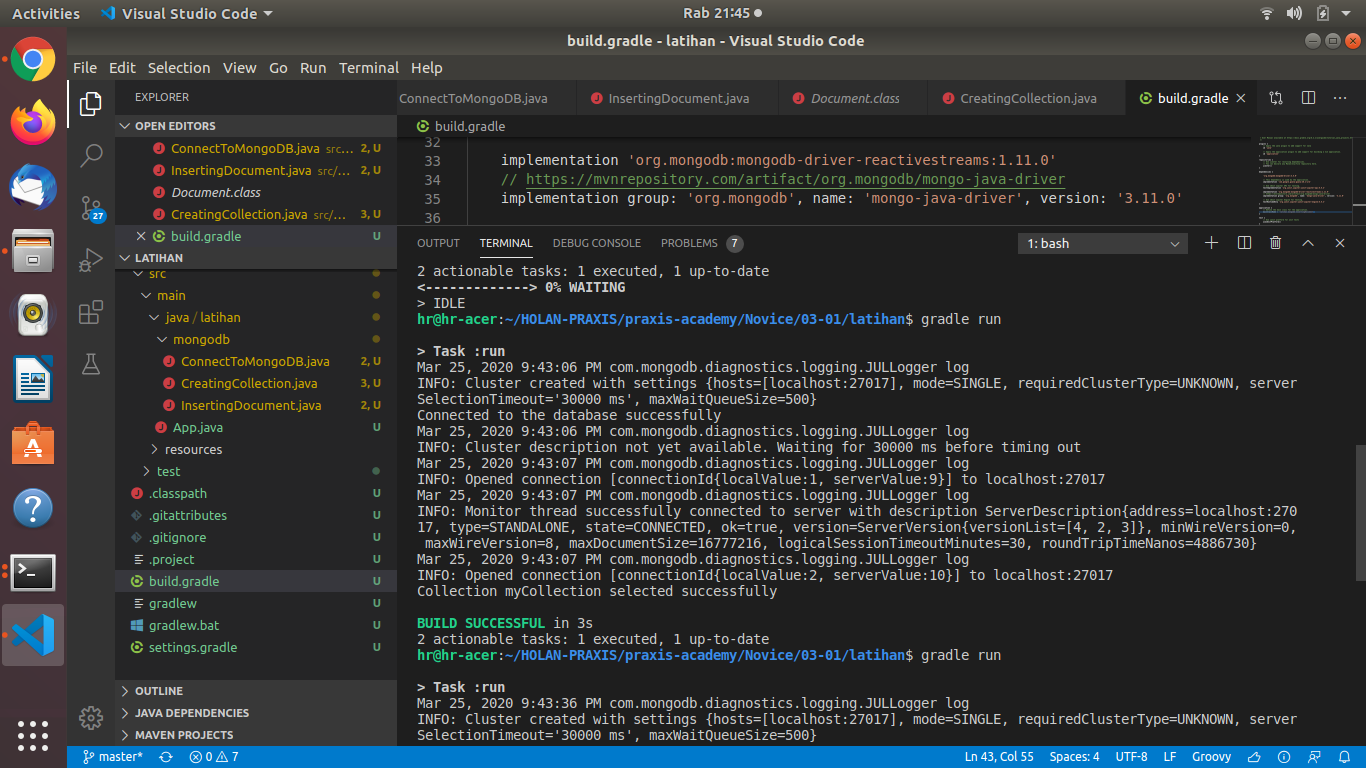 Activities
Visual Studio Code
Rab 21:45
build.gradle - latihan - Visual Studio Code
File Edit Selection View Go Run Terminal Help
EXPLORER
OPEN EDITORS
ConnectToMongoDB.java src... 2, U
InsertingDocument.java src/... 2, U
Document.class
CreatingCollection.java src/... 3, U
build.gradle U
LATIHAN
src
main
java / latihan
mongodb
ConnectToMongoDB.java 2, U
CreatingCollection.java 3, U
InsertingDocument.java 2, U
App.java U
resources
test
.classpath U
.gitattributes U
.gitignore U
.project U
build.gradle U
gradlew U
gradlew.bat U
settings.gradle U
OUTLINE
JAVA DEPENDENCIES
MAVEN PROJECTS
27
ConnectToMongoDB.java
InsertingDocument.java
Document.class
CreatingCollection.java
build.gradle
build.gradle
32
33 implementation 'org.mongodb:mongodb-driver-reactivestreams:1.11.0'
34 // https://mvnrepository.com/artifact/org.mongodb/mongo-java-driver
35 implementation group: 'org.mongodb', name: 'mongo-java-driver', version: '3.11.0'
36
OUTPUT TERMINAL DEBUG CONSOLE PROBLEMS 7
1: bash
2 actionable tasks: 1 executed, 1 up-to-date
<-------------> 0% WAITING
> IDLE
hr@hr-acer:~/HOLAN-PRAXIS/praxis-academy/Novice/03-01/latihan$ gradle run
> Task :run
Mar 25, 2020 9:43:06 PM com.mongodb.diagnostics.logging.JULLogger log
INFO: Cluster created with settings {hosts=[localhost:27017], mode=SINGLE, requiredClusterType=UNKNOWN, server
SelectionTimeout='30000 ms', maxWaitQueueSize=500}
Connected to the database successfully
Mar 25, 2020 9:43:06 PM com.mongodb.diagnostics.logging.JULLogger log
INFO: Cluster description not yet available. Waiting for 30000 ms before timing out
Mar 25, 2020 9:43:07 PM com.mongodb.diagnostics.logging.JULLogger log
INFO: Opened connection [connectionId{localValue:1, serverValue:9}] to localhost:27017
Mar 25, 2020 9:43:07 PM com.mongodb.diagnostics.logging.JULLogger log
INFO: Monitor thread successfully connected to server with description ServerDescription{address=localhost:270
17, type=STANDALONE, state=CONNECTED, ok=true, version=ServerVersion{versionList=[4, 2, 3]}, minWireVersion=0,
maxWireVersion=8, maxDocumentSize=16777216, logicalSessionTimeoutMinutes=30, roundTripTimeNanos=4886730}
Mar 25, 2020 9:43:07 PM com.mongodb.diagnostics.logging.JULLogger log
INFO: Opened connection [connectionId{localValue:2, serverValue:10}] to localhost:27017
Collection myCollection selected successfully
BUILD SUCCESSFUL in 3s
2 actionable tasks: 1 executed, 1 up-to-date
hr@hr-acer:~/HOLAN-PRAXIS/praxis-academy/Novice/03-01/latihan$ gradle run
> Task :run
Mar 25, 2020 9:43:36 PM com.mongodb.diagnostics.logging.JULLogger log
INFO: Cluster created with settings {hosts=[localhost:27017], mode=SINGLE, requiredClusterType=UNKNOWN, server
SelectionTimeout='30000 ms', maxWaitQueueSize=500}
master* 0 7
Ln 43, Col 55 Spaces: 4 UTF-8 LF Groovy